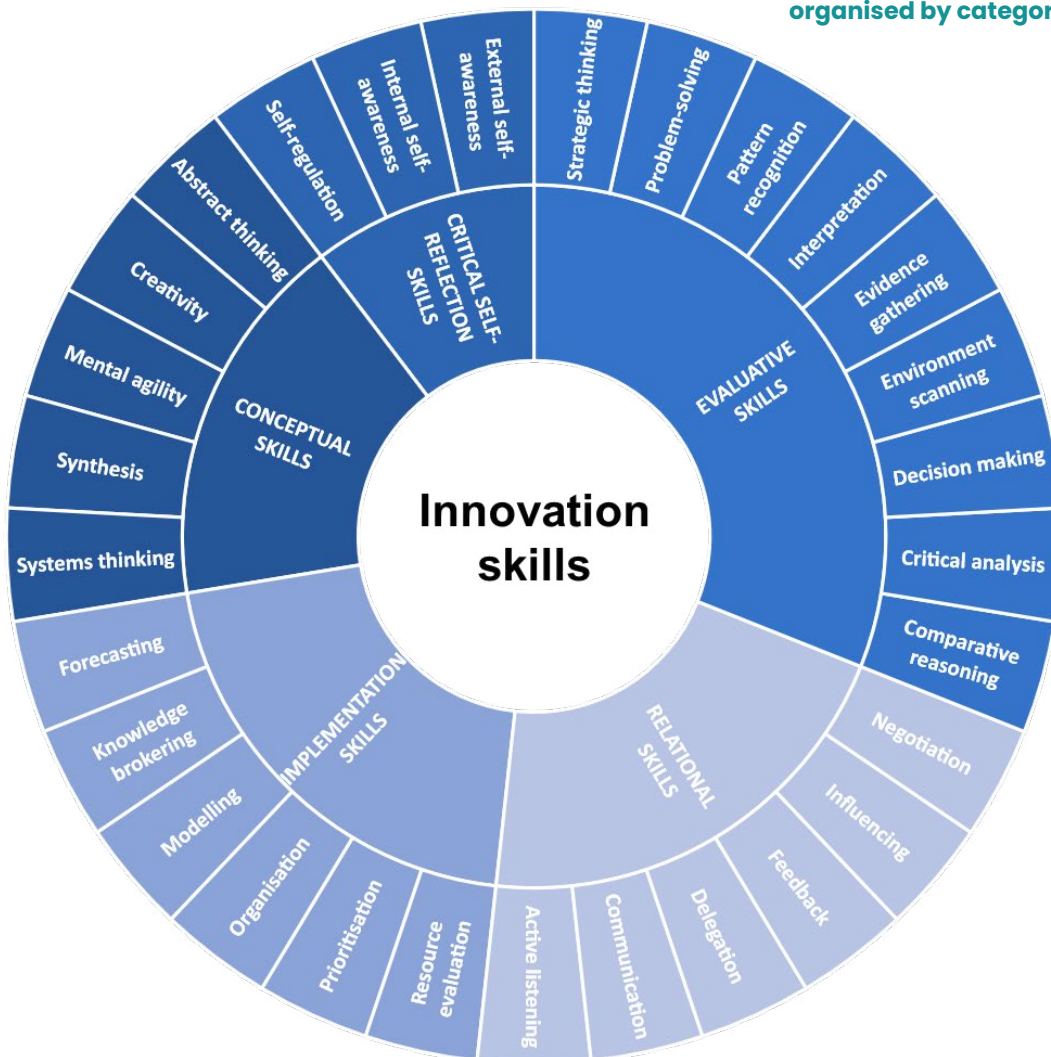 organised by categor
Innovation
skills
EVALUATIVE
SKILLS
Strategic thinking
Problem-solving
Pattern
recognition
Interpretation
Evidence
gathering
Environment
scanning
Decision making
Critical analysis
Comparative
reasoning
RELATIONAL
SKILLS
Negotiation
Influencing
Feedback
Delegation
Communication
Active listening
IMPLEMENTATION
SKILLS
Resource
evaluation
Prioritisation
Organisation
Modelling
Knowledge
brokering
Forecasting
CONCEPTUAL
SKILLS
Systems thinking
Synthesis
Mental agility
Creativity
Abstract thinking
CRITICAL SELF-
REFLECTION
SKILLS
Self-regulation
Internal self-
awareness
External self-
awareness